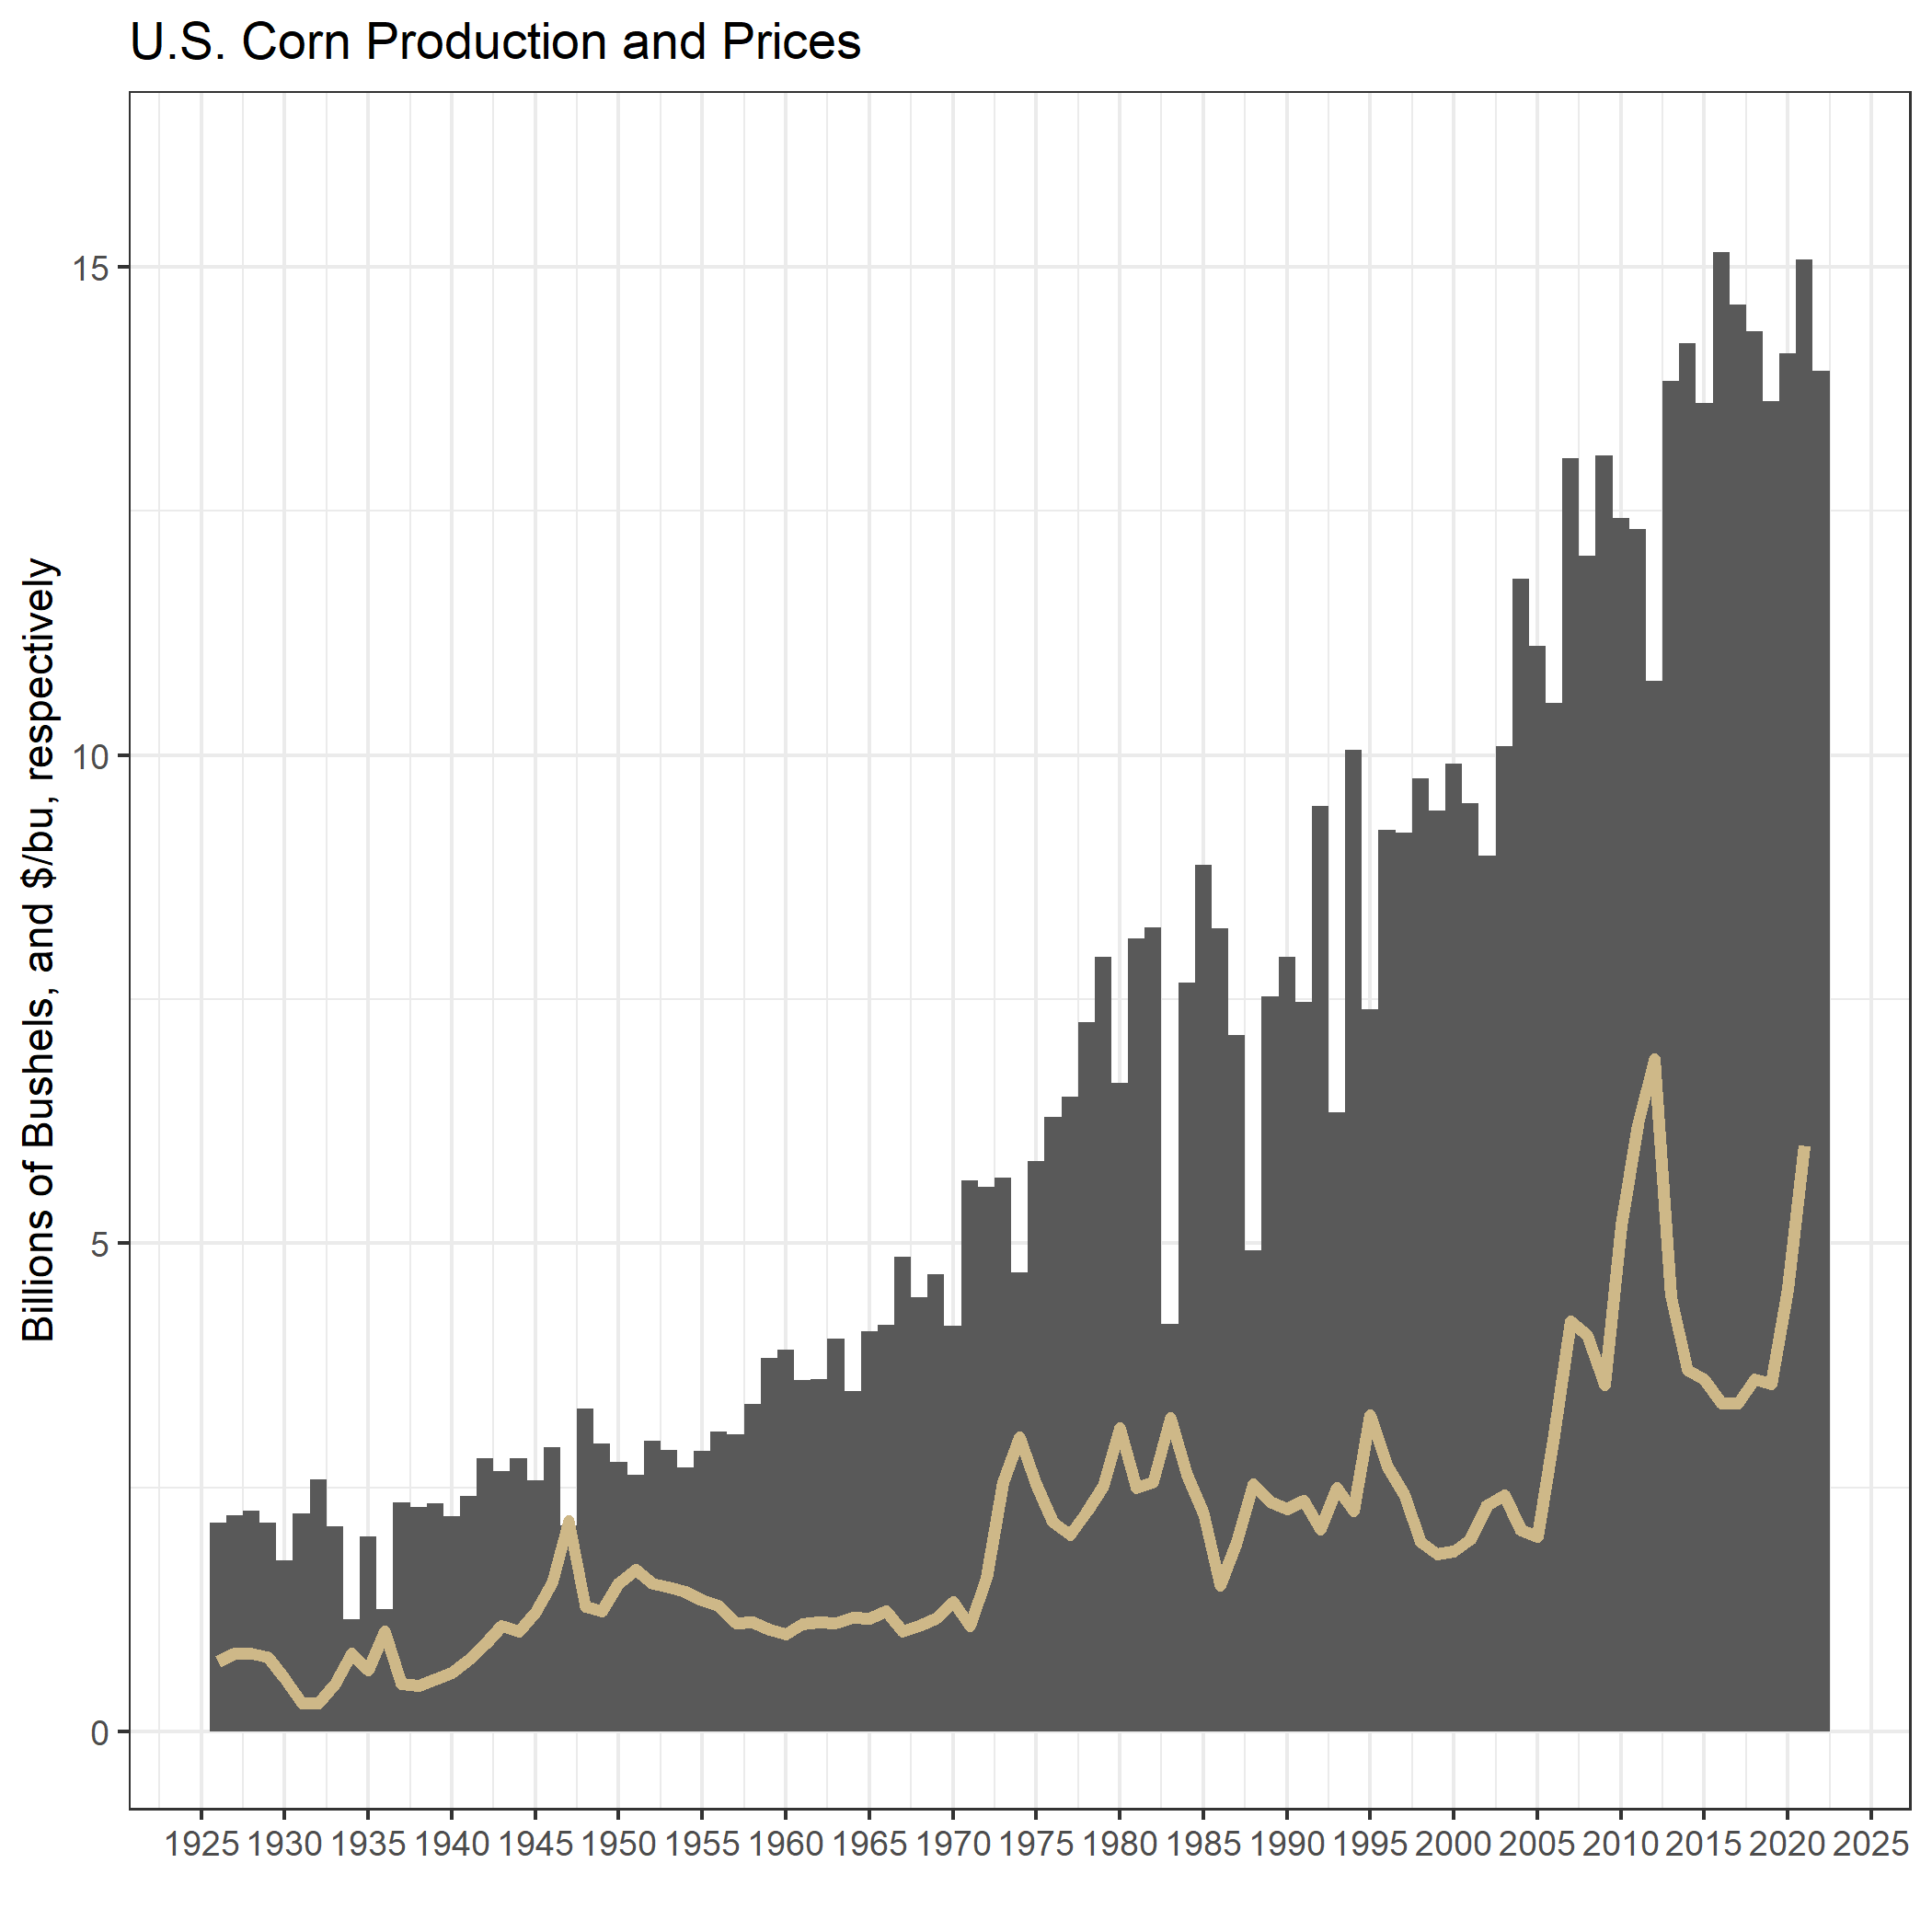 U.S. Corn Production and Prices
Billions of Bushels, and $/bu, respectively
15
10
5
0
1925 1930 1935 1940 1945 1950 1955 1960 1965 1970 1975 1980 1985 1990 1995 2000 2005 2010 2015 2020 2025